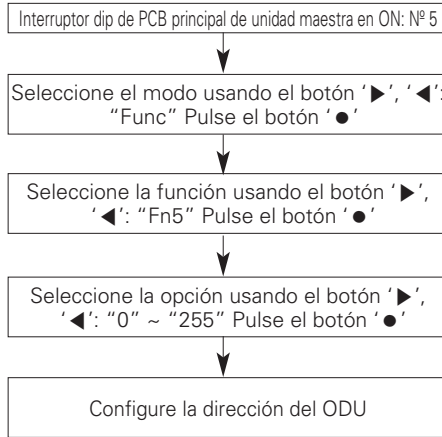 Interruptor dip de PCB principal de unidad maestra en ON: Nº 5
Seleccione el modo usando el botón ‘▶’, ‘◀’:
“Func” Pulse el botón ‘●’
Seleccione la función usando el botón ‘▶’,
‘◀’: “Fn5” Pulse el botón ‘●’
Seleccione la opción usando el botón ‘▶’,
‘◀’: “0” ~ “255” Pulse el botón ‘●’
Configure la dirección del ODU